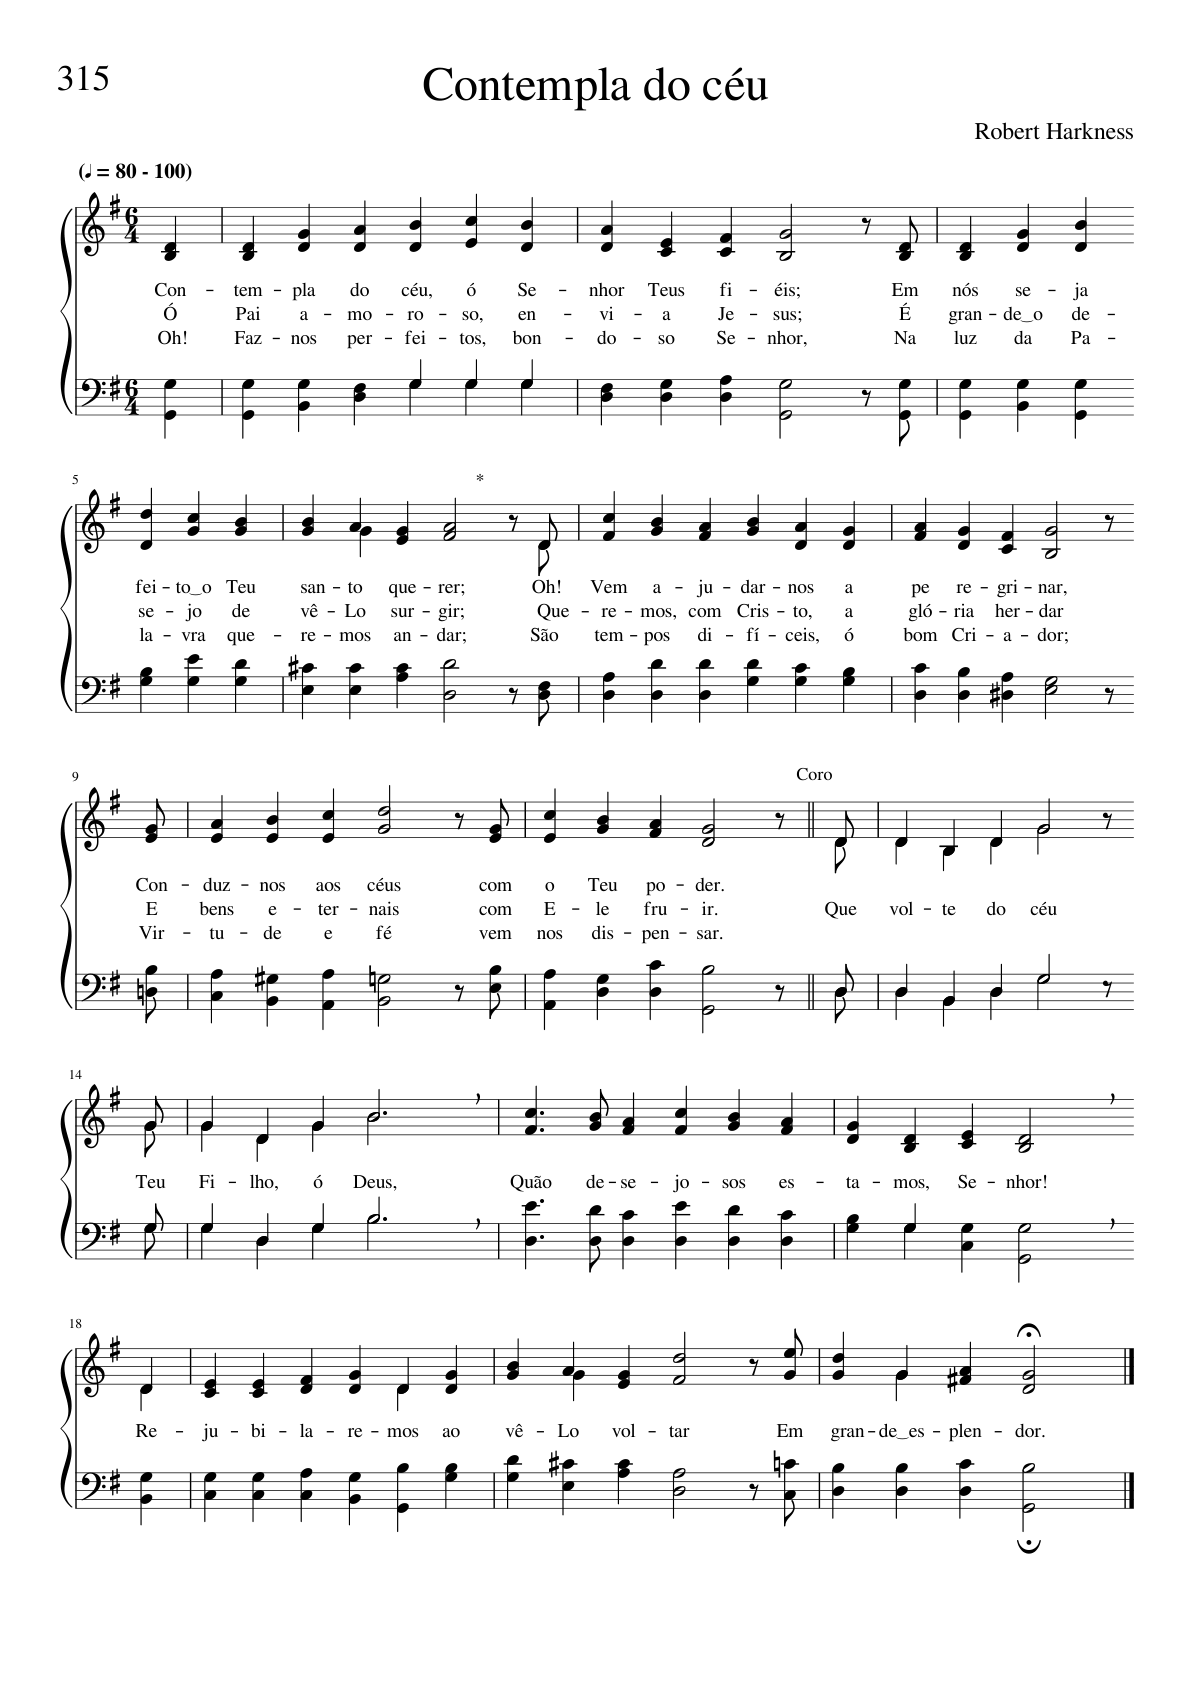 315
Contempla do céu
Robert Harkness
(♩ = 80 - 100)
Con - tem - pla do céu, ó Se - nhor Teus fi - éis; Em nós se - ja
Ó Pai a - mo - ro - so, en - vi - a Je - sus; É gran - de‿o de -
Oh! Faz - nos per - fei - tos, bon - do - so Se - nhor, Na luz da Pa -
5
*
fei - to‿o Teu san - to que - rer; Oh! Vem a - ju - dar - nos a pe re - gri - nar,
se - jo de vê - Lo sur - gir; Que - re - mos, com Cris - to, a gló - ria her - dar
la - vra que - re - mos an - dar; São tem - pos di - fí - ceis, ó bom Cri - a - dor;
9
Coro
Con - duz - nos aos céus com o Teu po - der.
E bens e - ter - nais com E - le fru - ir. Que vol - te do céu
Vir - tu - de e fé vem nos dis - pen - sar.
14
Teu Fi - lho, ó Deus, Quão de - se - jo - sos es - ta - mos, Se - nhor!
18
Re - ju - bi - la - re - mos ao vê - Lo vol - tar Em gran - de‿es - plen - dor.